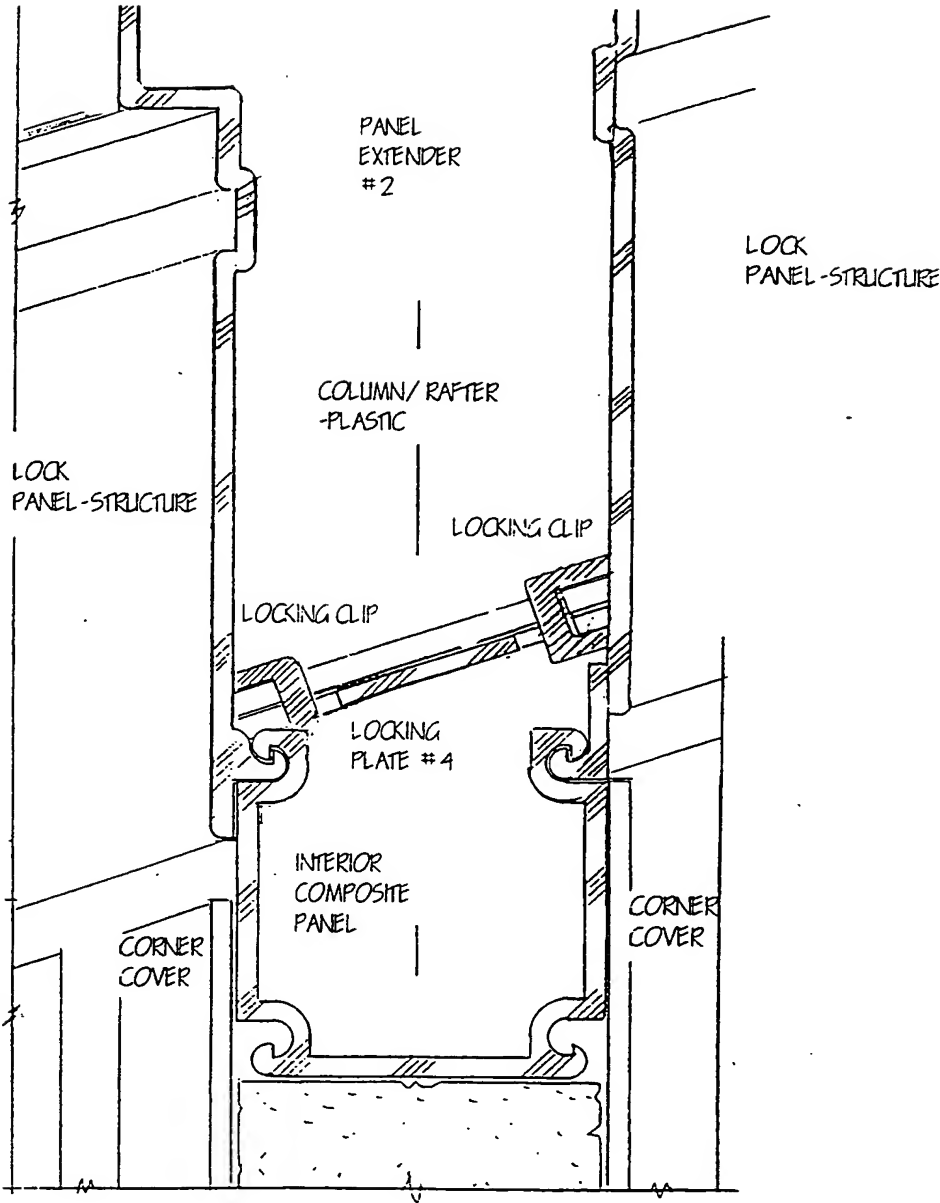 PANEL
EXTENDER
#2
LOCK
PANEL-STRUCTURE
COLUMN/RAFTER
-PLASTIC
LOCK
PANEL-STRUCTURE
LOCKING CLIP
LOCKING CLIP
LOCKING
PLATE #4
INTERIOR
COMPOSITE
PANEL
CORNER
COVER
CORNER
COVER